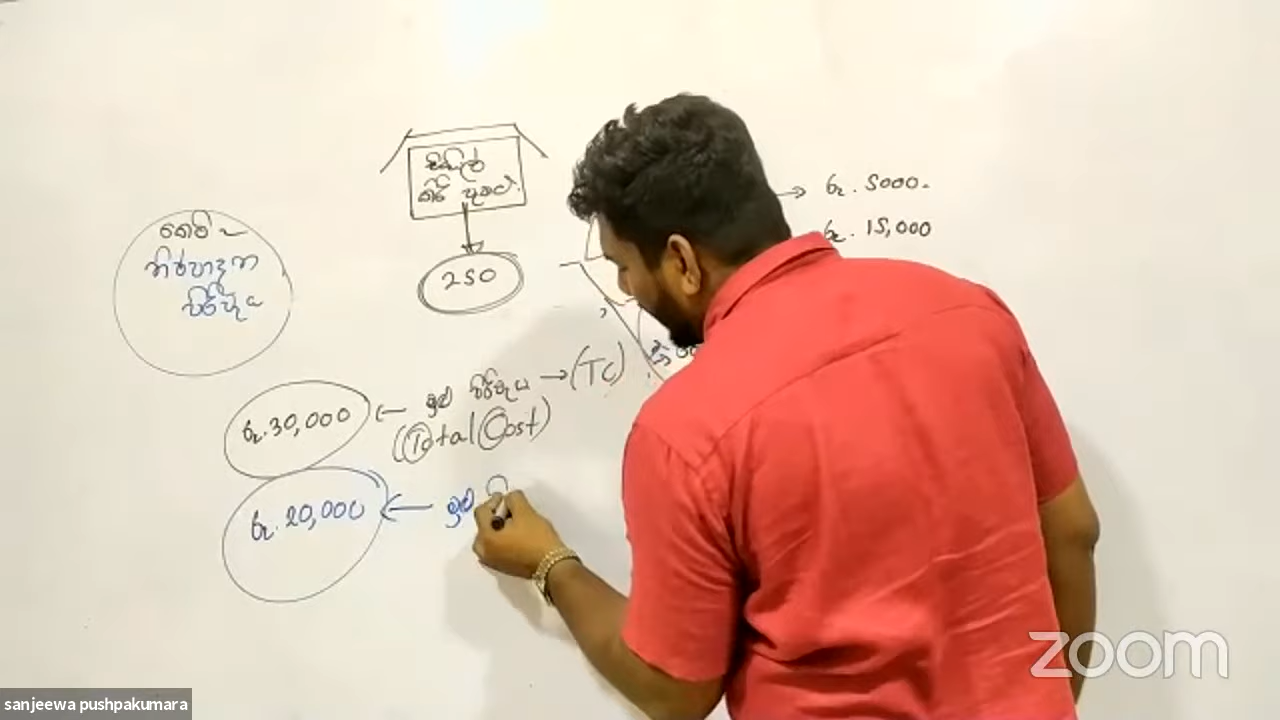 කිරි
250
නිෂ්පාදන
පිරිවැය
රු. 5000.
රු. 15,000
රු. 30,000 ← මුළු පිරිවැය → (TC)
(Total Cost)
රු. 20,000 ← මුළු
zoom
sanjeewa pushpakumara